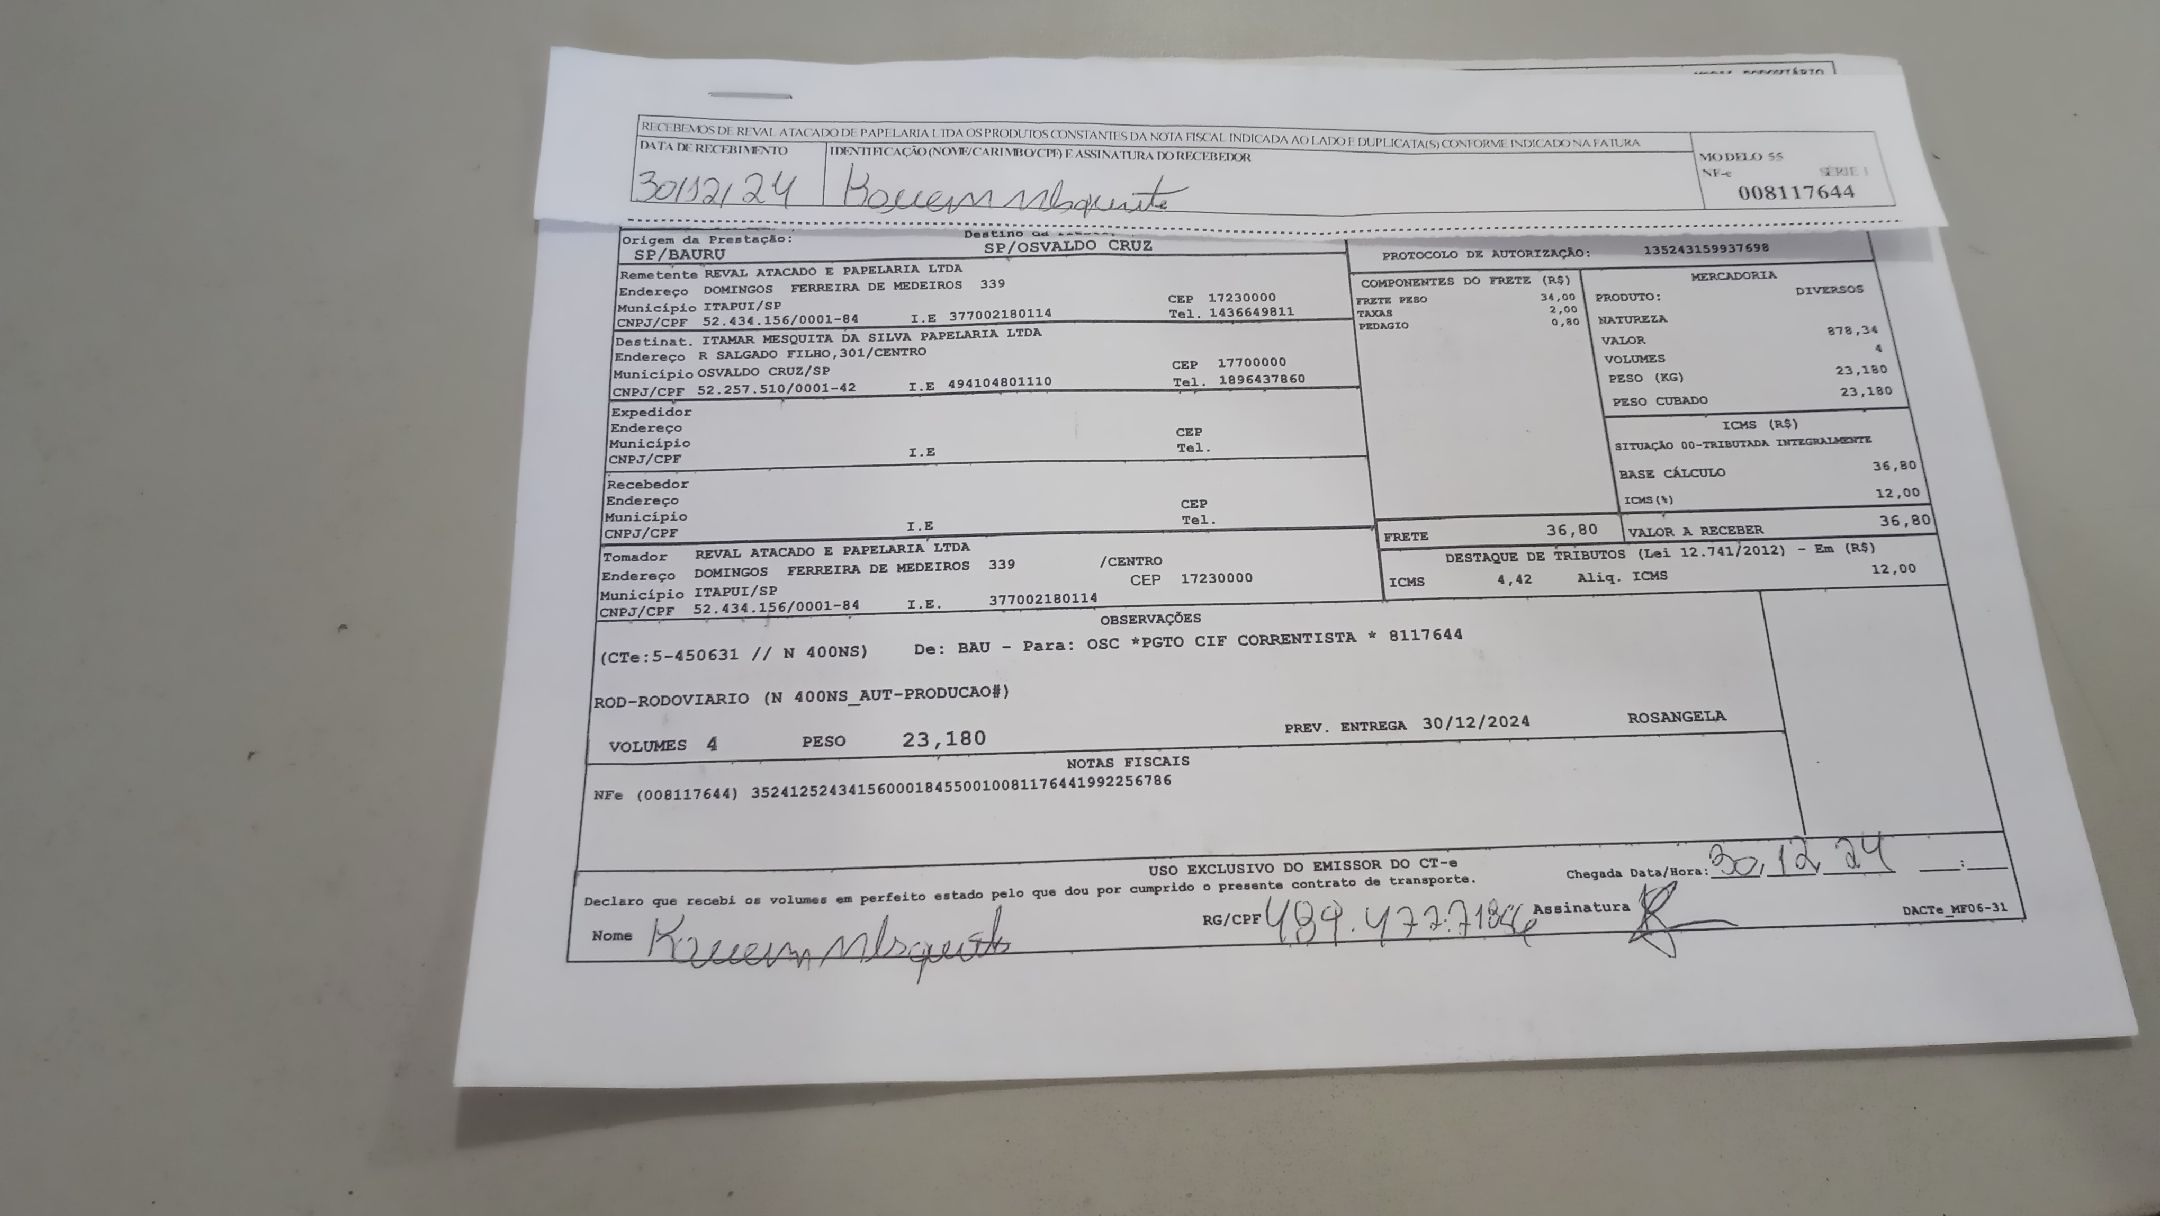 RECEBEMOS DE REVAL ATACADO DE PAPELARIA LTDA OS PRODUTOS CONSTANTES DA NOTA FISCAL INDICADA AO LADO E DUPLICATA(S) CONFORME INDICADO NA FATURA
DATA DE RECEBIMENTO IDENTIFICAÇÃO (NOME/CARIMBO/CPF) E ASSINATURA DO RECEBEDOR
30/12/24
MODELO 55
NF-e SÉRIE 1
008117644
Origem da Prestação:
SP/BAURU
SP/OSVALDO CRUZ
Remetente REVAL ATACADO E PAPELARIA LTDA
Endereço DOMINGOS FERREIRA DE MEDEIROS 339
Município ITAPUI/SP CEP 17230000
CNPJ/CPF 52.434.156/0001-84 I.E 377002180114 Tel. 1436649811
Destinat. ITAMAR MESQUITA DA SILVA PAPELARIA LTDA
Endereço R SALGADO FILHO,301/CENTRO
Município OSVALDO CRUZ/SP CEP 17700000
CNPJ/CPF 52.257.510/0001-42 I.E 494104801110 Tel. 1896437860
Expedidor
Endereço
Município CEP
CNPJ/CPF I.E Tel.
Recebedor
Endereço
Município CEP
CNPJ/CPF I.E Tel.
Tomador REVAL ATACADO E PAPELARIA LTDA
Endereço DOMINGOS FERREIRA DE MEDEIROS 339 /CENTRO
Município ITAPUI/SP CEP 17230000
CNPJ/CPF 52.434.156/0001-84 I.E. 377002180114
PROTOCOLO DE AUTORIZAÇÃO: 135243159937698
COMPONENTES DO FRETE (R$)
FRETE PESO 34,00
TAXAS 2,00
PEDAGIO 0,80
MERCADORIA
PRODUTO: DIVERSOS
NATUREZA
VALOR 878,34
VOLUMES 4
PESO (KG) 23,180
PESO CUBADO 23,180
ICMS (R$)
SITUAÇÃO 00-TRIBUTADA INTEGRALMENTE
BASE CÁLCULO 36,80
ICMS(%) 12,00
FRETE 36,80 VALOR A RECEBER 36,80
DESTAQUE DE TRIBUTOS (Lei 12.741/2012) - Em (R$)
ICMS 4,42 Aliq. ICMS 12,00
OBSERVAÇÕES
(CTe:5-450631 // N 400NS) De: BAU - Para: OSC *PGTO CIF CORRENTISTA * 8117644
ROD-RODOVIARIO (N 400NS_AUT-PRODUCAO#)
VOLUMES 4 PESO 23,180 PREV. ENTREGA 30/12/2024 ROSANGELA
NOTAS FISCAIS
NFe (008117644) 35241252434156000184550010081176441992256786
USO EXCLUSIVO DO EMISSOR DO CT-e
Declaro que recebi os volumes em perfeito estado pelo que dou por cumprido o presente contrato de transporte. Chegada Data/Hora: 30,12,24 :
Nome RG/CPF Assinatura DACTe_MF06-31